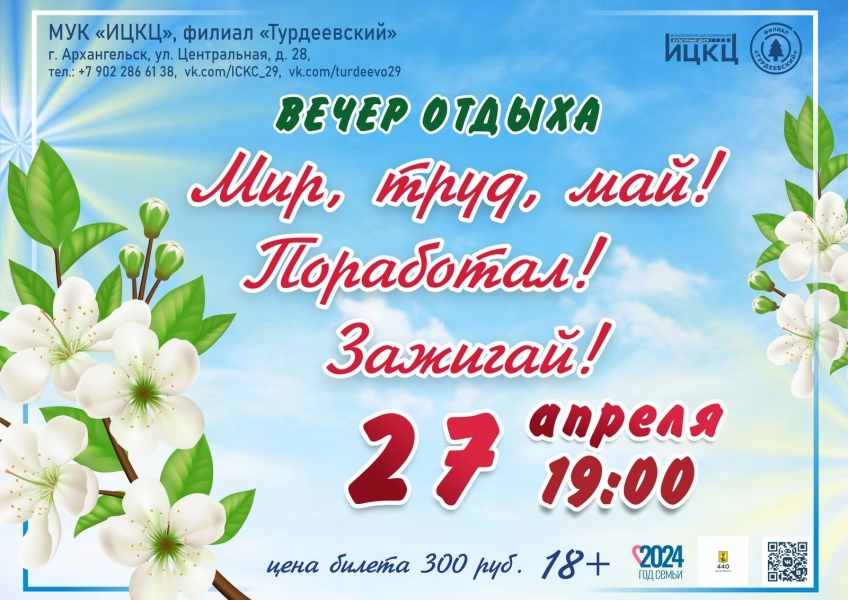 МУК «ИЦКЦ», филиал «Турдеевский»
г. Архангельск, ул. Центральная, д. 28,
тел.: +7 902 286 61 38, vk.com/ICKC_29, vk.com/turdeevo29
ИЦКЦ
ФИЛИАЛ «ТУРДЕЕВСКИЙ»
ВЕЧЕР ОТДЫХА
Мир, труд, май!
Поработал!
Зажигай!
27 апреля
19:00
цена билета 300 руб. 18+
2024
ГОД СЕМЬИ
440